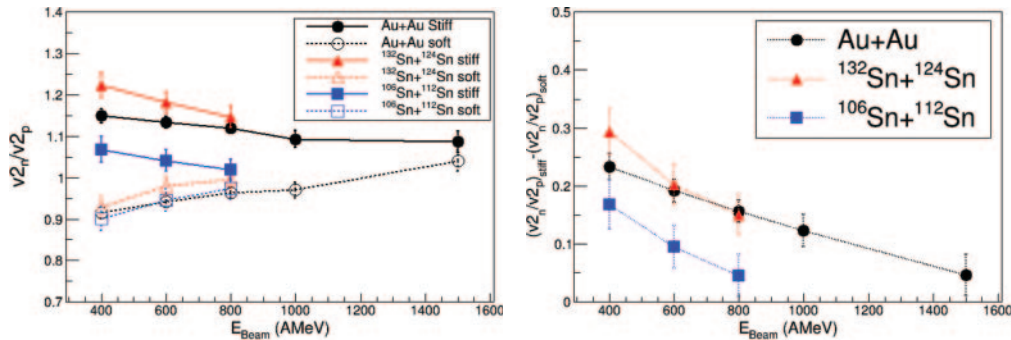 1.4
1.3
1.2
1.1
1
0.9
0.8
0.7
v2n/v2p
Au+Au Stiff
Au+Au soft
132Sn+124Sn stiff
132Sn+124Sn soft
106Sn+112Sn stiff
106Sn+112Sn soft
400 600 800 1000 1200 1400 1600
EBeam (AMeV)
0.5
0.4
0.3
0.2
0.1
0
(v2n/v2p)stiff-(v2n/v2p)soft
Au+Au
132Sn+124Sn
106Sn+112Sn
400 600 800 1000 1200 1400 1600
EBeam (AMeV)